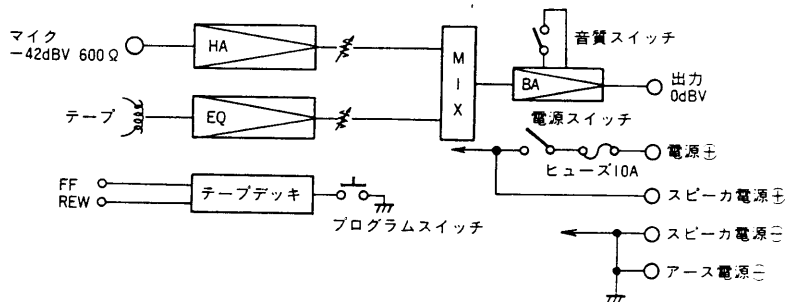 マイク
-42dBV 600Ω
HA
音質スイッチ
MIX
BA
出力
0dBV
テープ
EQ
電源スイッチ
電源⊕
ヒューズ10A
FF
REW
テープデッキ
プログラムスイッチ
スピーカ電源⊕
スピーカ電源⊖
アース電源⊖